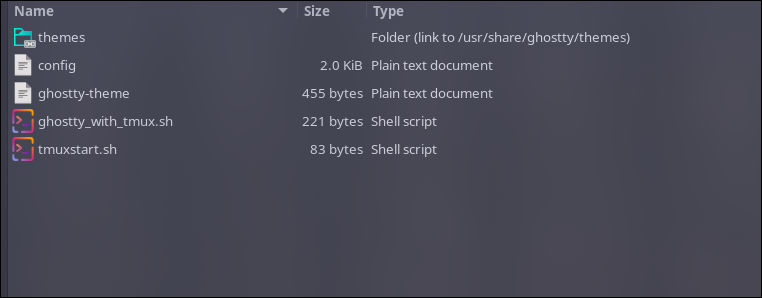 Name Size Type
themes Folder (link to /usr/share/ghostty/themes)
config 2.0 KiB Plain text document
ghostty-theme 455 bytes Plain text document
ghostty_with_tmux.sh 221 bytes Shell script
tmuxstart.sh 83 bytes Shell script